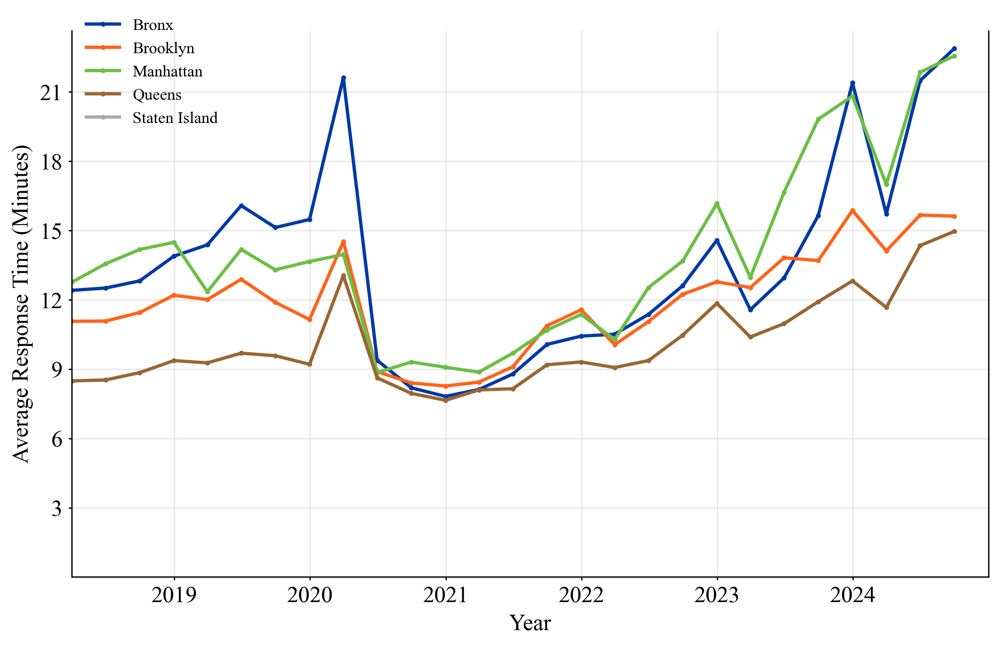 Bronx
Brooklyn
Manhattan
Queens
Staten Island
Average Response Time (Minutes)
21
18
15
12
9
6
3
2019 2020 2021 2022 2023 2024
Year